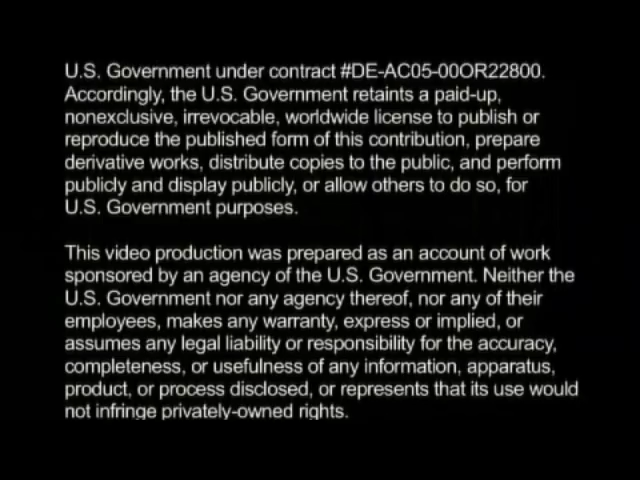 U.S. Government under contract #DE-AC05-00OR22800.
Accordingly, the U.S. Government retaints a paid-up,
nonexclusive, irrevocable, worldwide license to publish or
reproduce the published form of this contribution, prepare
derivative works, distribute copies to the public, and perform
publicly and display publicly, or allow others to do so, for
U.S. Government purposes.
This video production was prepared as an account of work
sponsored by an agency of the U.S. Government. Neither the
U.S. Government nor any agency thereof, nor any of their
employees, makes any warranty, express or implied, or
assumes any legal liability or responsibility for the accuracy,
completeness, or usefulness of any information, apparatus,
product, or process disclosed, or represents that its use would
not infringe privately-owned rights.